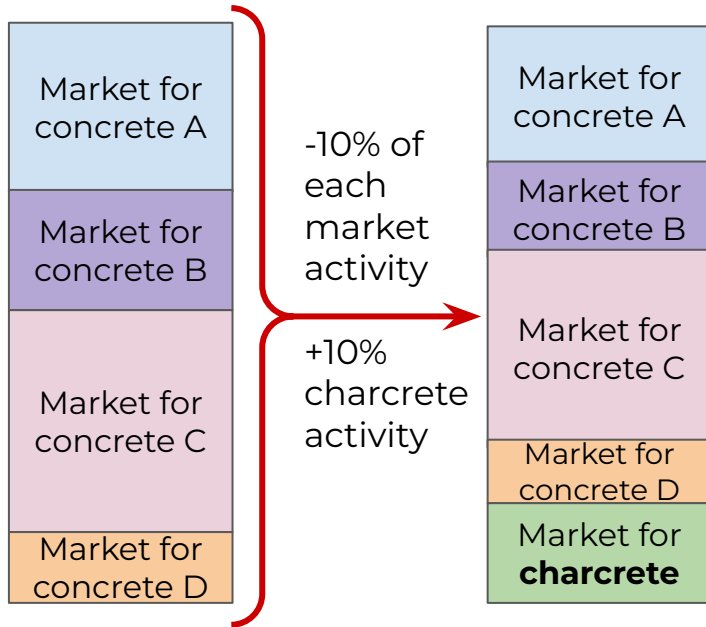 Market for
concrete A
Market for
concrete B
Market for
concrete C
Market for
concrete D
-10% of
each
market
activity
+10%
charcrete
activity
Market for
concrete A
Market for
concrete B
Market for
concrete C
Market for
concrete D
Market for
charcrete